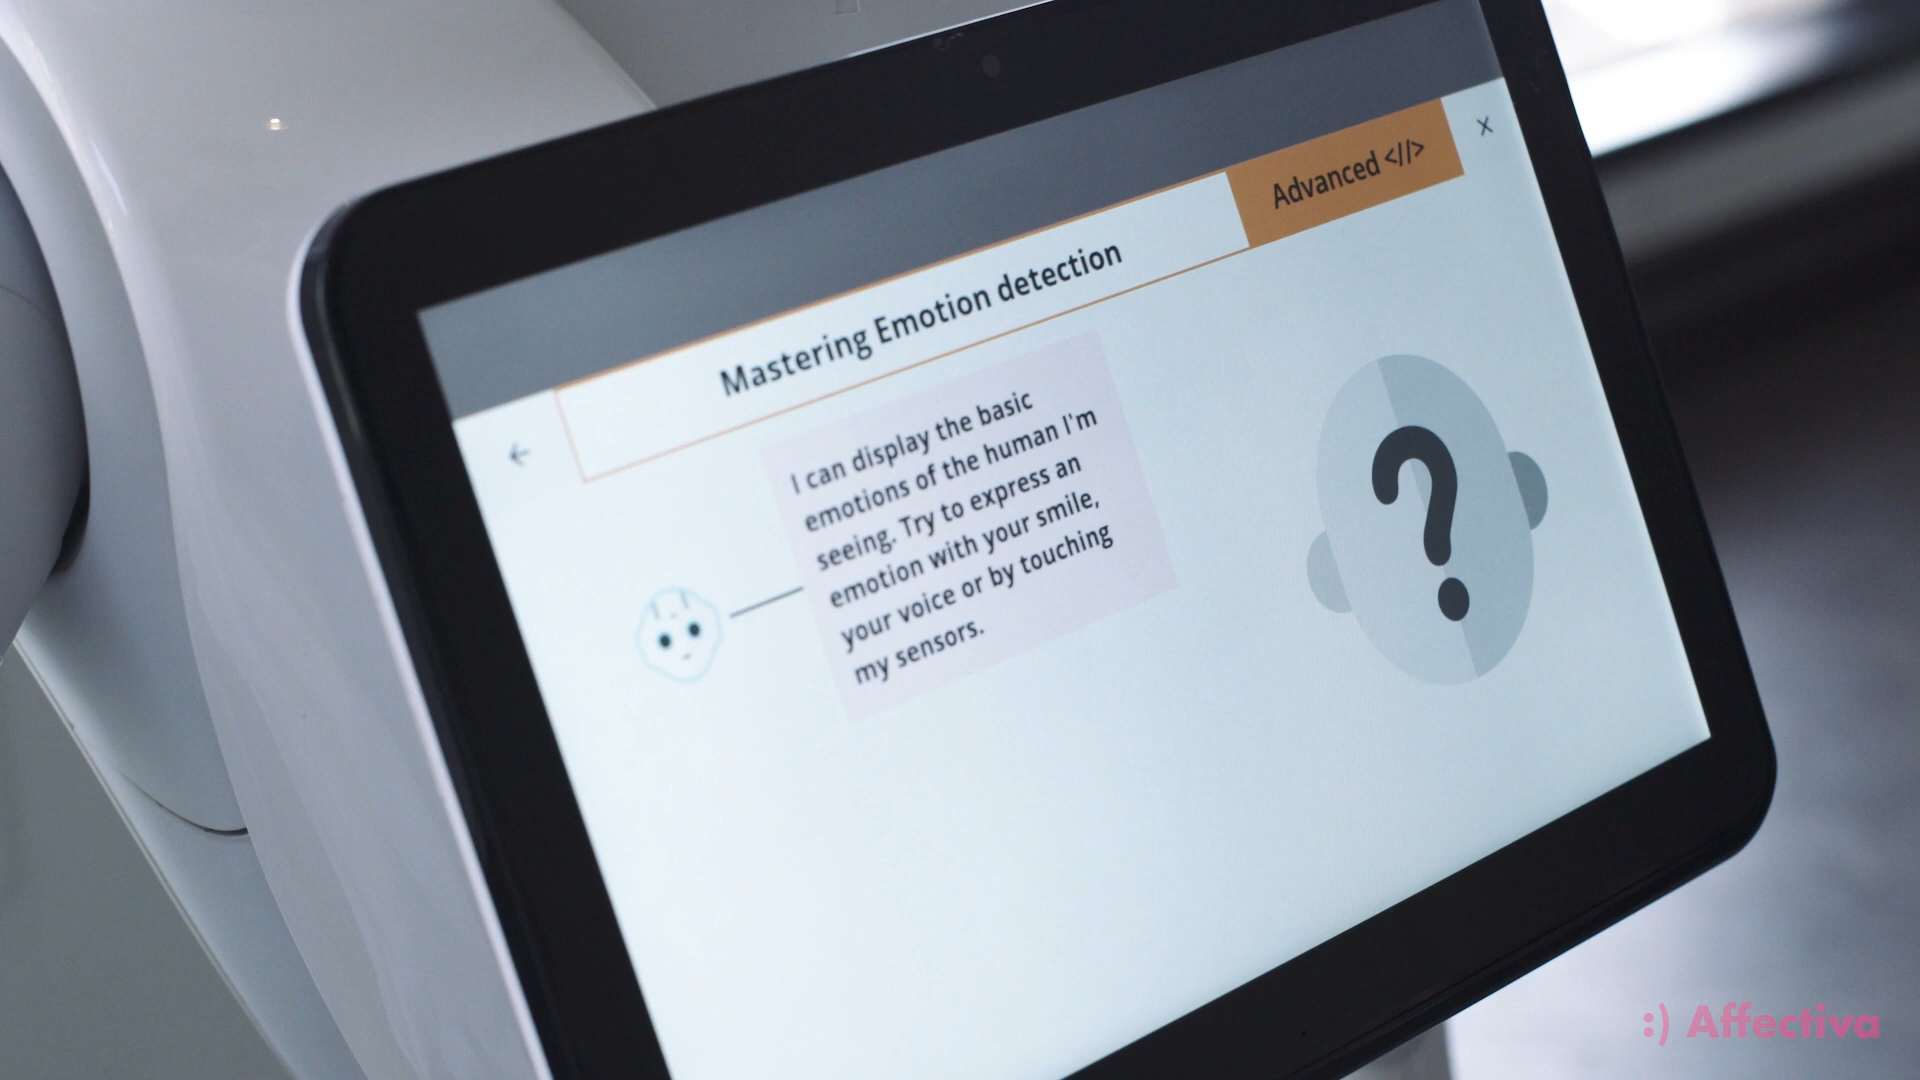 Advanced <//>
X
Mastering Emotion detection
I can display the basic
emotions of the human I'm
seeing. Try to express an
emotion with your smile,
your voice or by touching
my sensors.
?
:) Affectiva